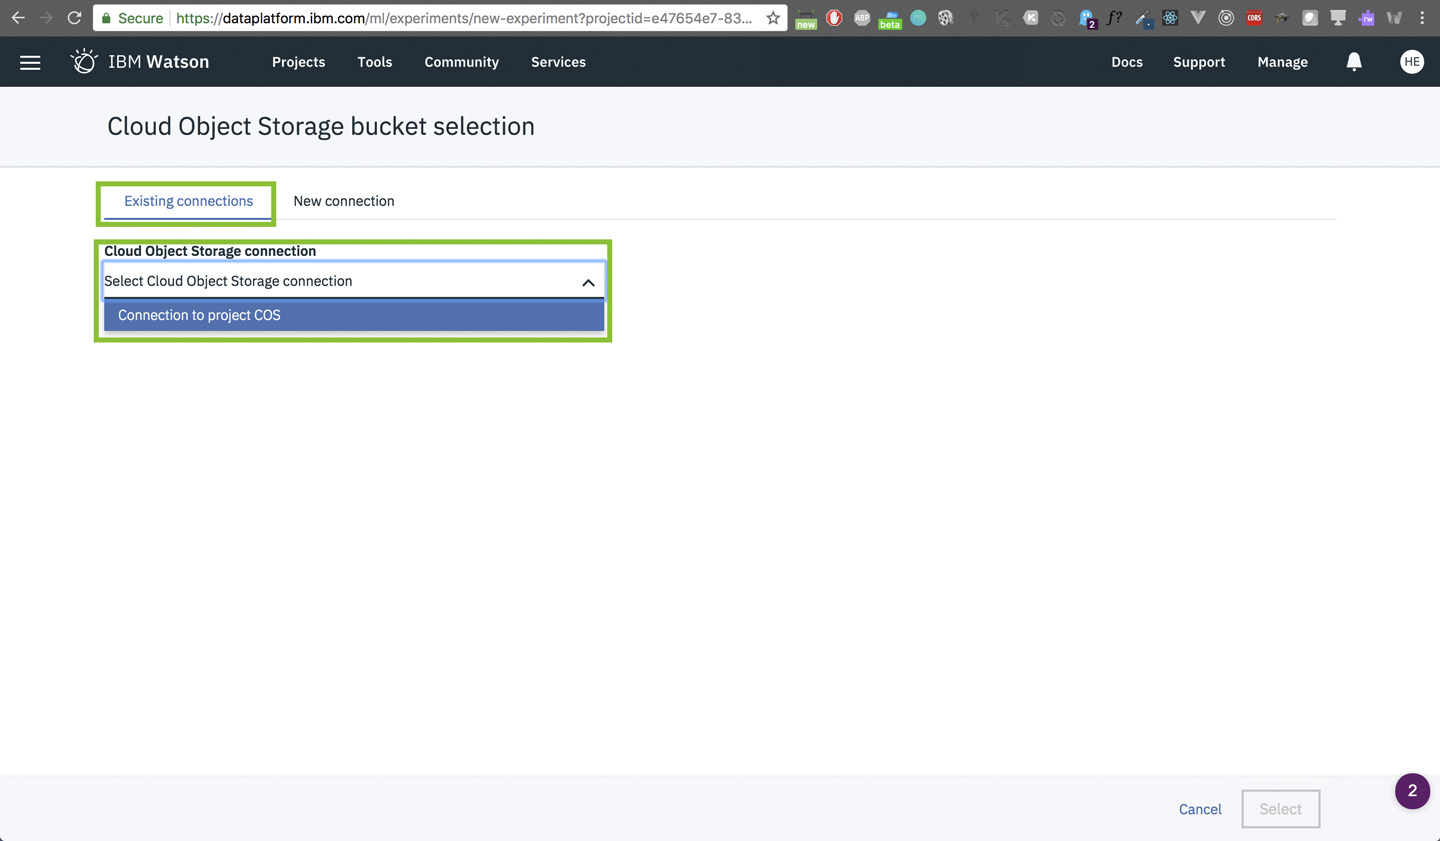 Secure https://dataplatform.ibm.com/ml/experiments/new-experiment?projectid=e47654e7-83...
new ABP beta 2 f? CORS rw
IBM Watson Projects Tools Community Services Docs Support Manage HE
Cloud Object Storage bucket selection
Existing connections New connection
Cloud Object Storage connection
Select Cloud Object Storage connection
Connection to project COS
2
Cancel Select